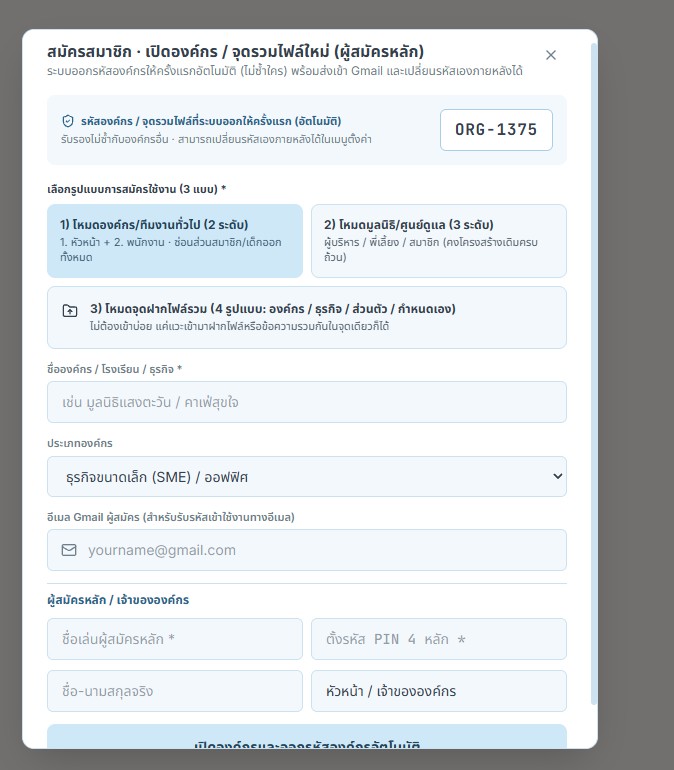 สมัครสมาชิก · เปิดองค์กร / จุดรวมไฟล์ใหม่ (ผู้สมัครหลัก)
ระบบออกรหัสองค์กรให้ครั้งแรกอัตโนมัติ (ไม่ซ้ำใคร) พร้อมส่งเข้า Gmail และเปลี่ยนรหัสเองภายหลังได้
รหัสองค์กร / จุดรวมไฟล์ที่ระบบออกให้ครั้งแรก (อัตโนมัติ)
รับรองไม่ซ้ำกับองค์กรอื่น · สามารถเปลี่ยนรหัสเองภายหลังได้ในเมนูตั้งค่า
ORG-1375
เลือกรูปแบบการสมัครใช้งาน (3 แบบ) *
1) โหมดองค์กร/ทีมงานทั่วไป (2 ระดับ)
1. หัวหน้า + 2. พนักงาน · ซ่อนส่วนสมาชิก/เด็กออก
ทั้งหมด
2) โหมดมูลนิธิ/ศูนย์ดูแล (3 ระดับ)
ผู้บริหาร / พี่เลี้ยง / สมาชิก (คงโครงสร้างเดิมครบ
ถ้วน)
3) โหมดจุดฝากไฟล์รวม (4 รูปแบบ: องค์กร / ธุรกิจ / ส่วนตัว / กำหนดเอง)
ไม่ต้องเข้าบ่อย แค่แวะเข้ามาฝากไฟล์หรือข้อความรวมกันในจุดเดียวก็ได้
ชื่อองค์กร / โรงเรียน / ธุรกิจ *
เช่น มูลนิธิแสงตะวัน / คาเฟ่สุขใจ
ประเภทองค์กร
ธุรกิจขนาดเล็ก (SME) / ออฟฟิศ
อีเมล Gmail ผู้สมัคร (สำหรับรับรหัสเข้าใช้งานทางอีเมล)
yourname@gmail.com
ผู้สมัครหลัก / เจ้าขององค์กร
ชื่อเล่นผู้สมัครหลัก *
ตั้งรหัส PIN 4 หลัก *
ชื่อ-นามสกุลจริง
หัวหน้า / เจ้าขององค์กร
เปิดองค์กรและออกรหัสองค์กรอัตโนมัติ